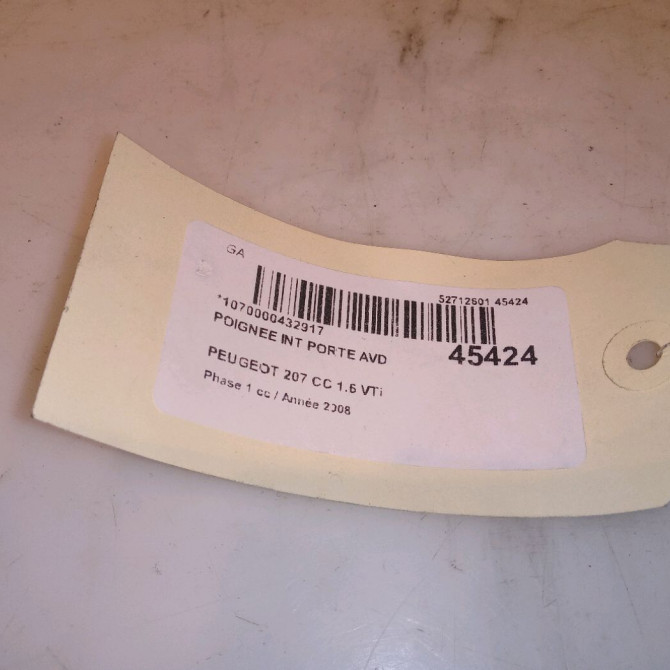 GA
52712601 45424
*1070000432917
POIGNEE INT PORTE AVD
45424
PEUGEOT 207 CC 1.6 VTi
Phase 1 cc / Année 2008